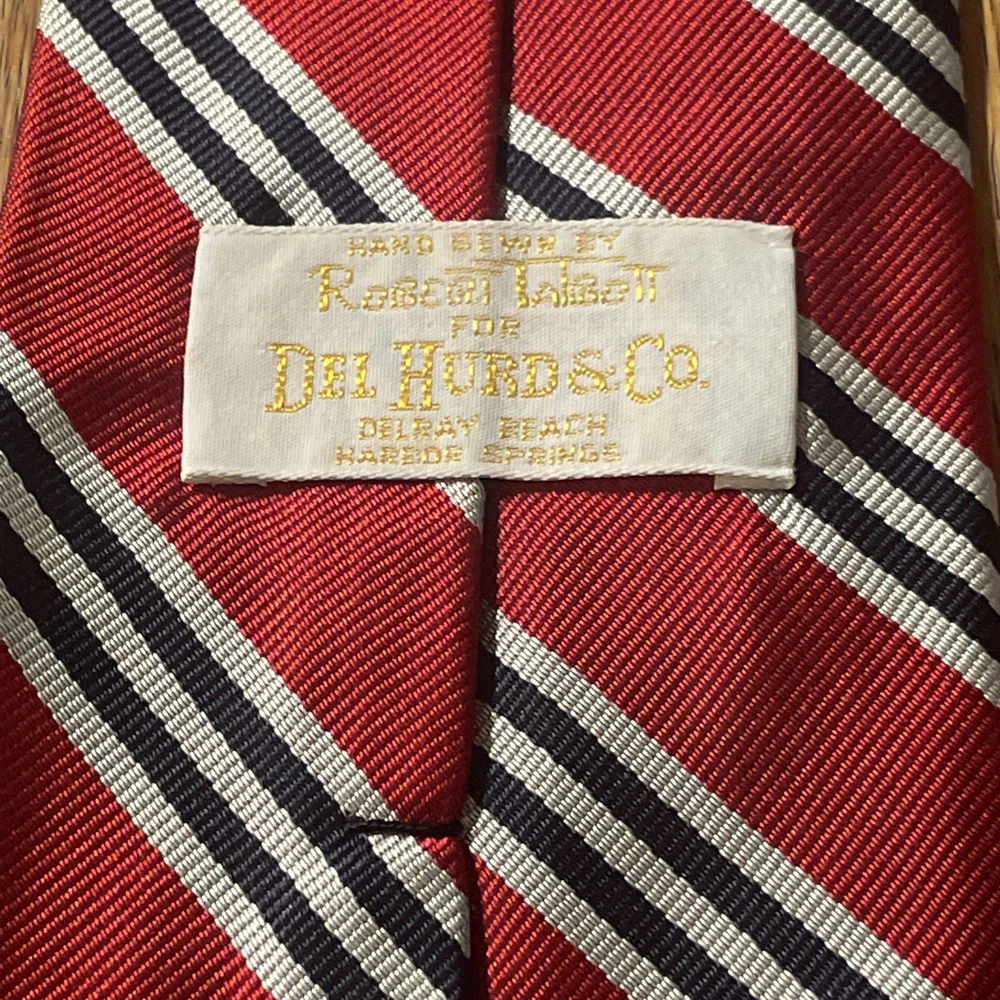 HAND SEWN BY
ROBERT TALBOTT
FOR
DEL HURD & CO.
DELRAY BEACH
HARBOR SPRINGS